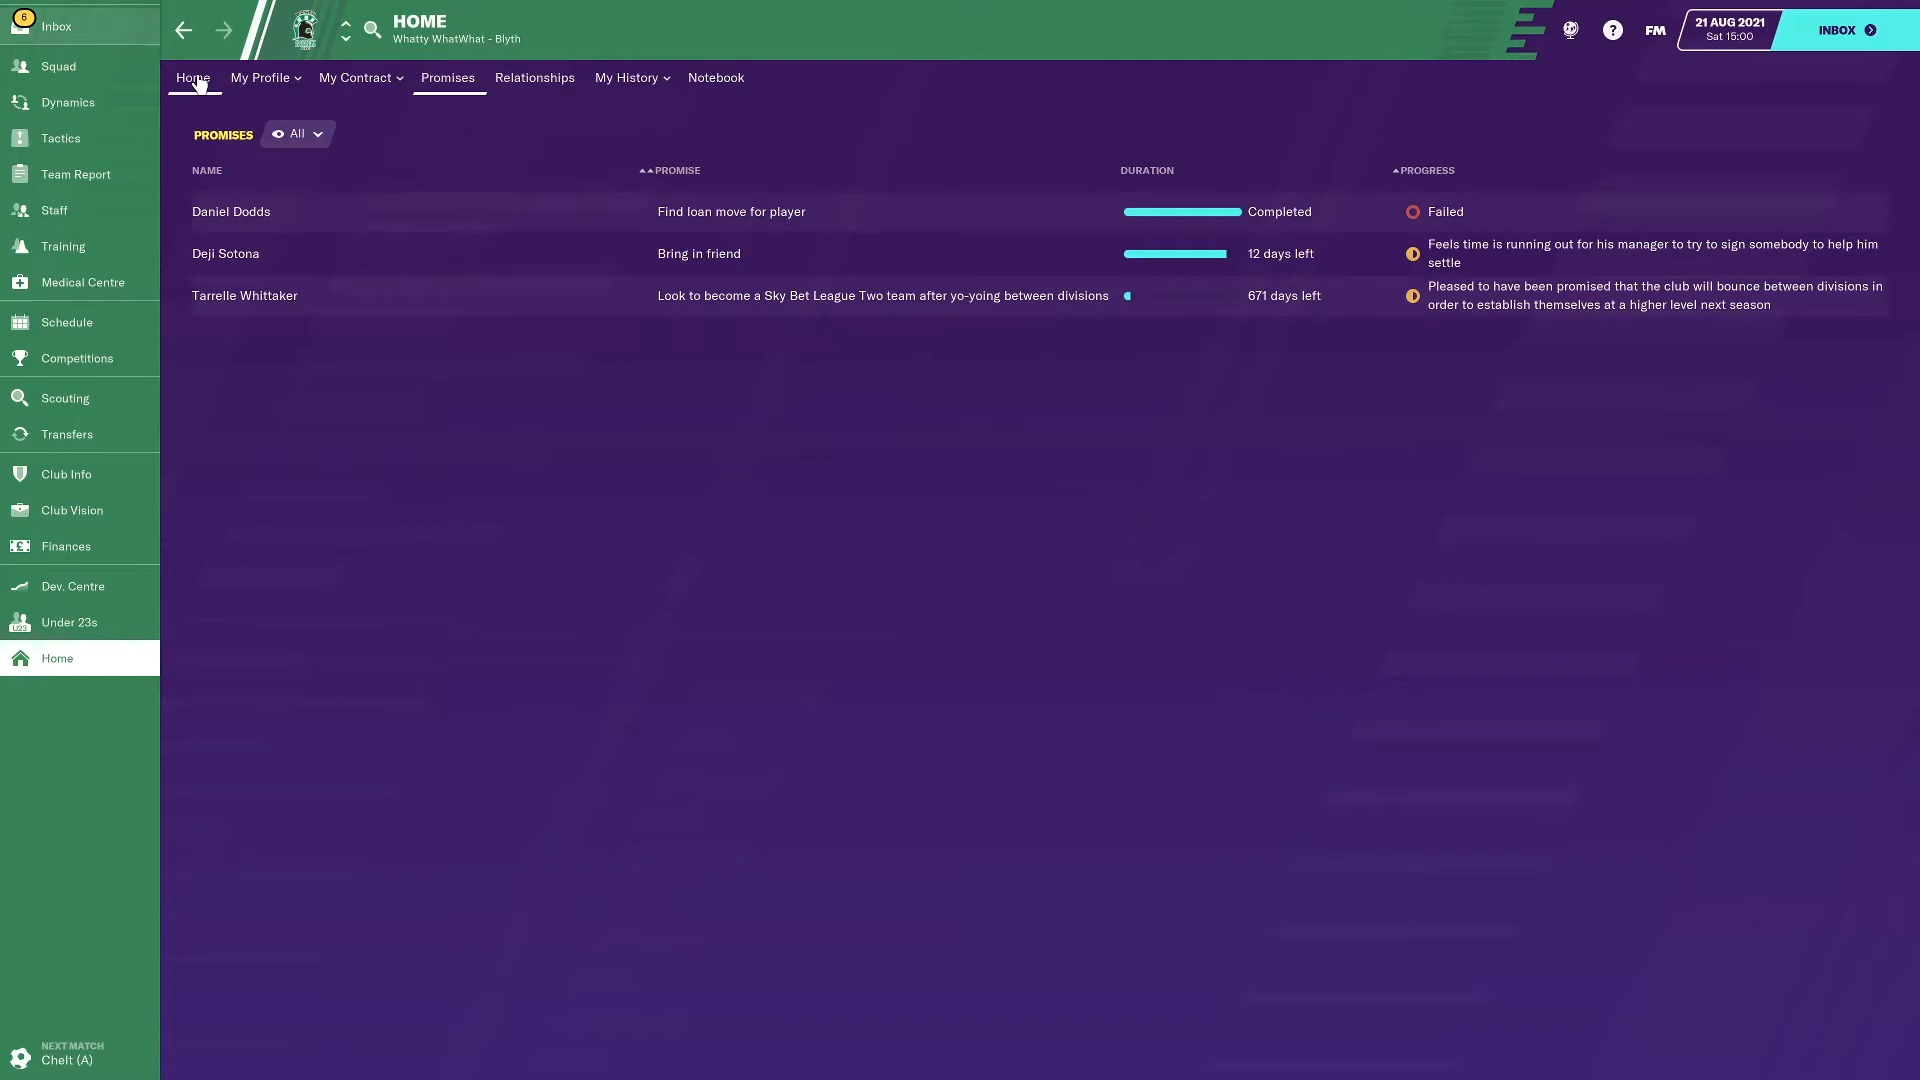 6
Inbox
HOME
Whatty WhatWhat - Blyth
FM
21 AUG 2021
Sat 15:00
INBOX
Home
My Profile
My Contract
Promises
Relationships
My History
Notebook
Squad
Dynamics
Tactics
Team Report
Staff
Training
Medical Centre
Schedule
Competitions
Scouting
Transfers
Club Info
Club Vision
Finances
Dev. Centre
U23
Under 23s
Home
NEXT MATCH
Chelt (A)
PROMISES
All
NAME
PROMISE
DURATION
PROGRESS
Daniel Dodds
Find loan move for player
Completed
Failed
Deji Sotona
Bring in friend
12 days left
Feels time is running out for his manager to try to sign somebody to help him
settle
Tarrelle Whittaker
Look to become a Sky Bet League Two team after yo-yoing between divisions
671 days left
Pleased to have been promised that the club will bounce between divisions in
order to establish themselves at a higher level next season